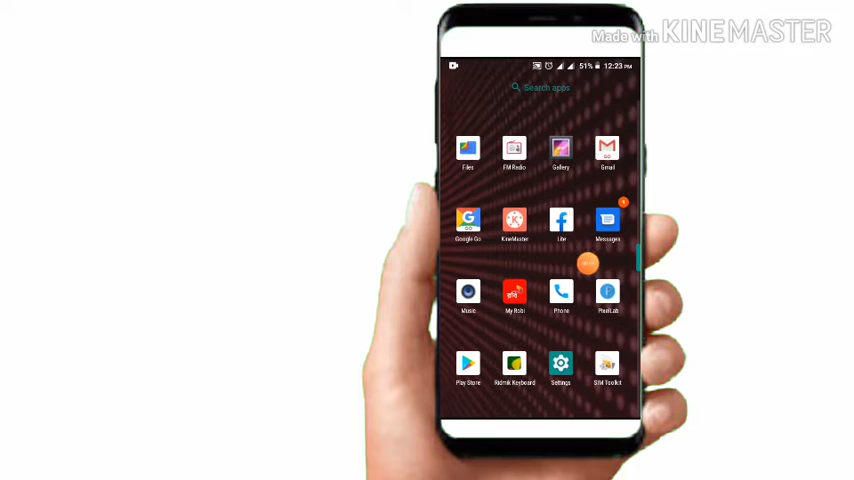 Made with KINEMASTER
51% 12:23 PM
Search apps
Files FM Radio Gallery Gmail
Google Go KineMaster Lite Messages
Music My Robi Phone PixelLab
Play Store Ridmik Keyboard Settings SIM Toolkit